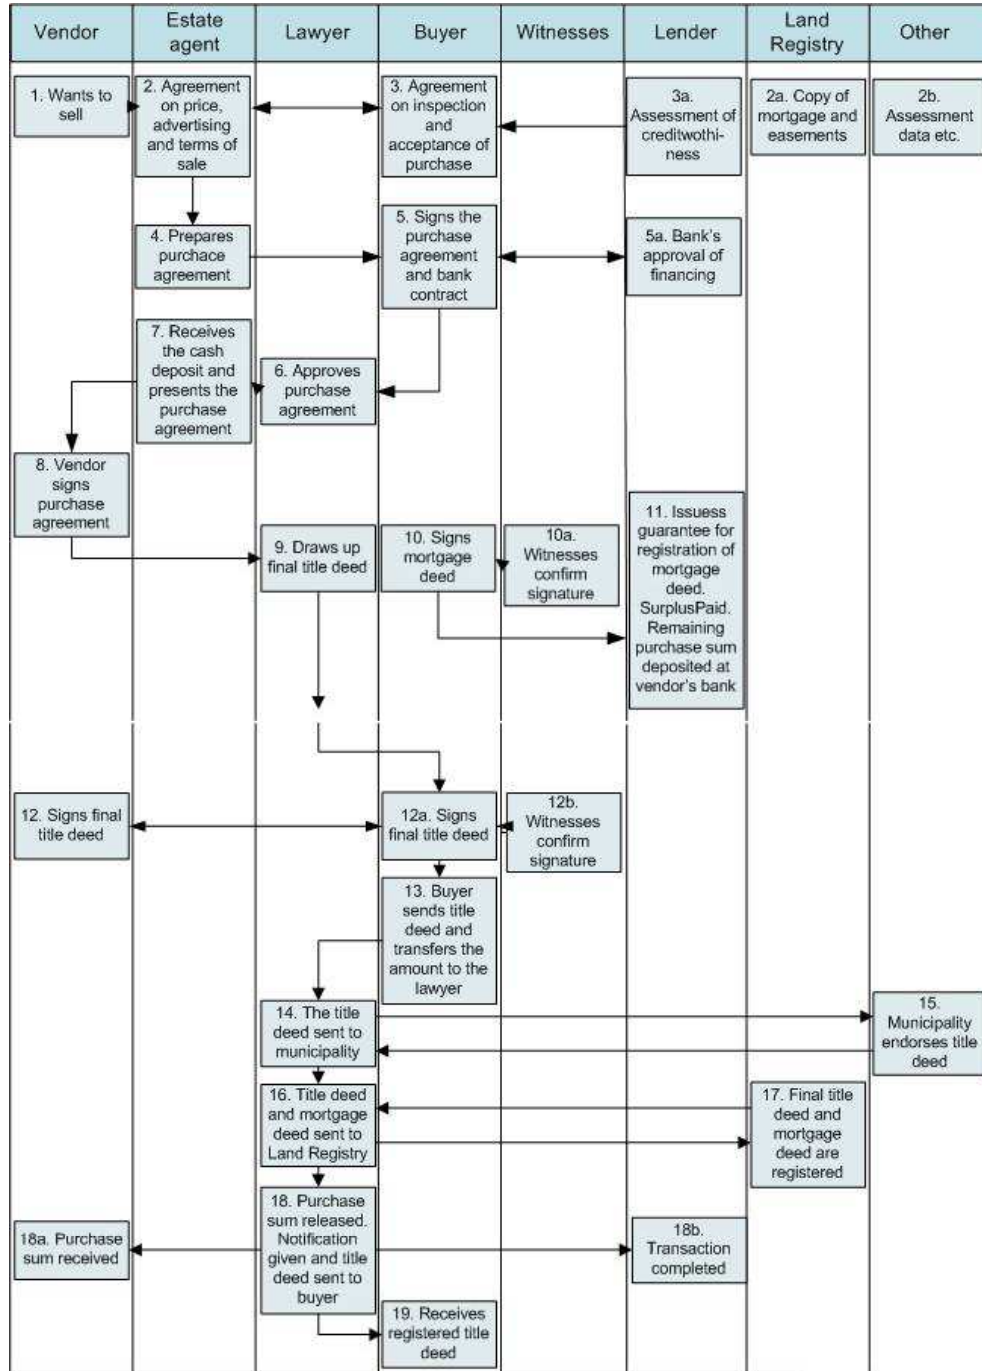 Vendor
Estate
agent
Lawyer
Buyer
Witnesses
Lender
Land
Registry
Other
1. Wants to
sell
2. Agreement
on price,
advertising
and terms of
sale
3. Agreement
on inspection
and
acceptance of
purchase
3a.
Assessment of
creditwothi-
ness
2a. Copy of
mortgage and
easements
2b.
Assessment
data etc.
4. Prepares
purchace
agreement
5. Signs the
purchase
agreement
and bank
contract
5a. Bank's
approval of
financing
7. Receives
the cash
deposit and
presents the
purchase
agreement
6. Approves
purchase
agreement
8. Vendor
signs
purchase
agreement
9. Draws up
final title deed
10. Signs
mortgage
deed
10a.
Witnesses
confirm
signature
11. Issuess
guarantee for
registration of
mortgage
deed.
SurplusPaid.
Remaining
purchase sum
deposited at
vendor's bank
12. Signs final
title deed
12a. Signs
final title deed
12b.
Witnesses
confirm
signature
13. Buyer
sends title
deed and
transfers the
amount to the
lawyer
14. The title
deed sent to
municipality
15.
Municipality
endorses title
deed
16. Title deed
and mortgage
deed sent to
Land Registry
17. Final title
deed and
mortgage
deed are
registered
18. Purchase
sum released.
Notification
given and title
deed sent to
buyer
18a. Purchase
sum received
18b.
Transaction
completed
19. Receives
registered title
deed